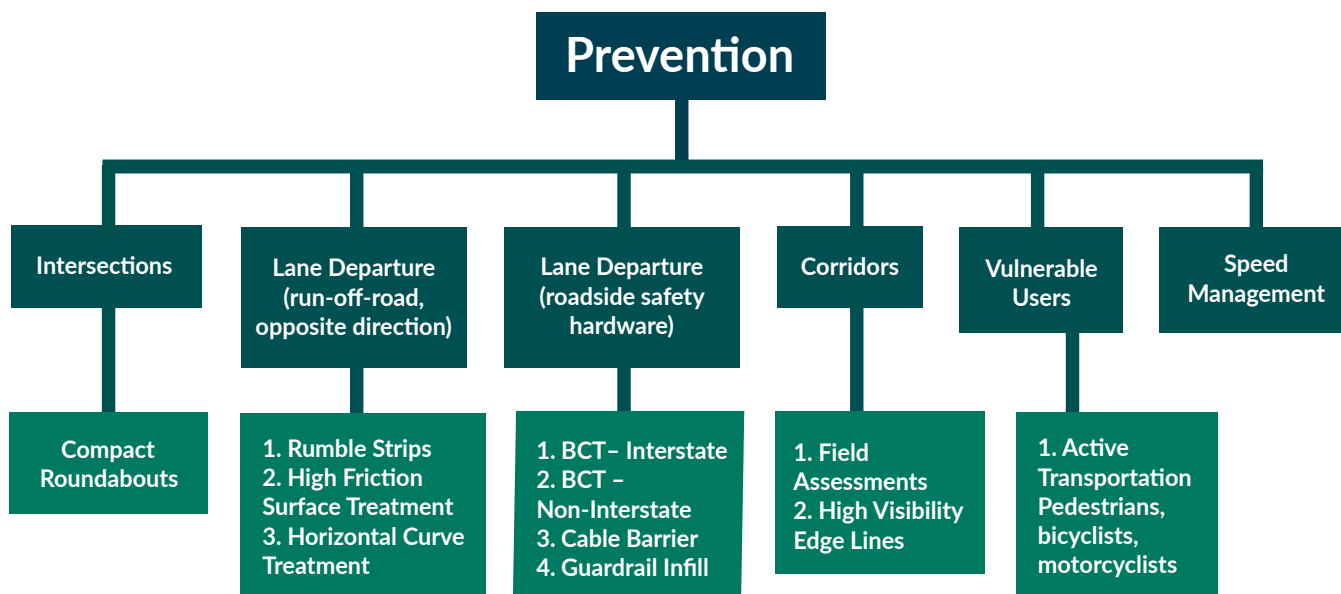 Prevention
Intersections
Lane Departure
(run-off-road,
opposite direction)
Lane Departure
(roadside safety
hardware)
Corridors
Vulnerable
Users
Speed
Management
Compact
Roundabouts
1. Rumble Strips
2. High Friction
Surface Treatment
3. Horizontal Curve
Treatment
1. BCT– Interstate
2. BCT –
Non-Interstate
3. Cable Barrier
4. Guardrail Infill
1. Field
Assessments
2. High Visibility
Edge Lines
1. Active
Transportation
Pedestrians,
bicyclists,
motorcyclists